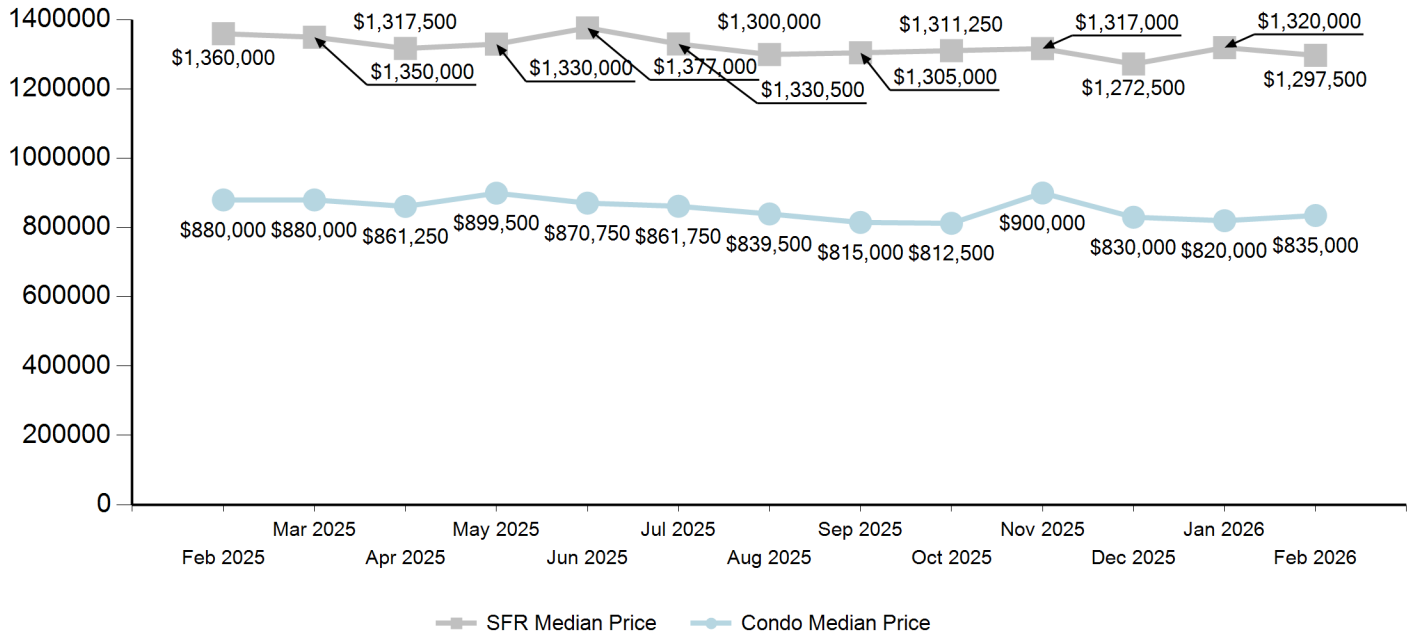 1400000
1200000
1000000
800000
600000
400000
200000
0
$1,360,000
$1,350,000
$1,317,500
$1,330,000
$1,377,000
$1,330,500
$1,300,000
$1,305,000
$1,311,250
$1,317,000
$1,272,500
$1,320,000
$1,297,500
$880,000
$880,000
$861,250
$899,500
$870,750
$861,750
$839,500
$815,000
$812,500
$900,000
$830,000
$820,000
$835,000
Feb 2025
Mar 2025
Apr 2025
May 2025
Jun 2025
Jul 2025
Aug 2025
Sep 2025
Oct 2025
Nov 2025
Dec 2025
Jan 2026
Feb 2026
SFR Median Price
Condo Median Price